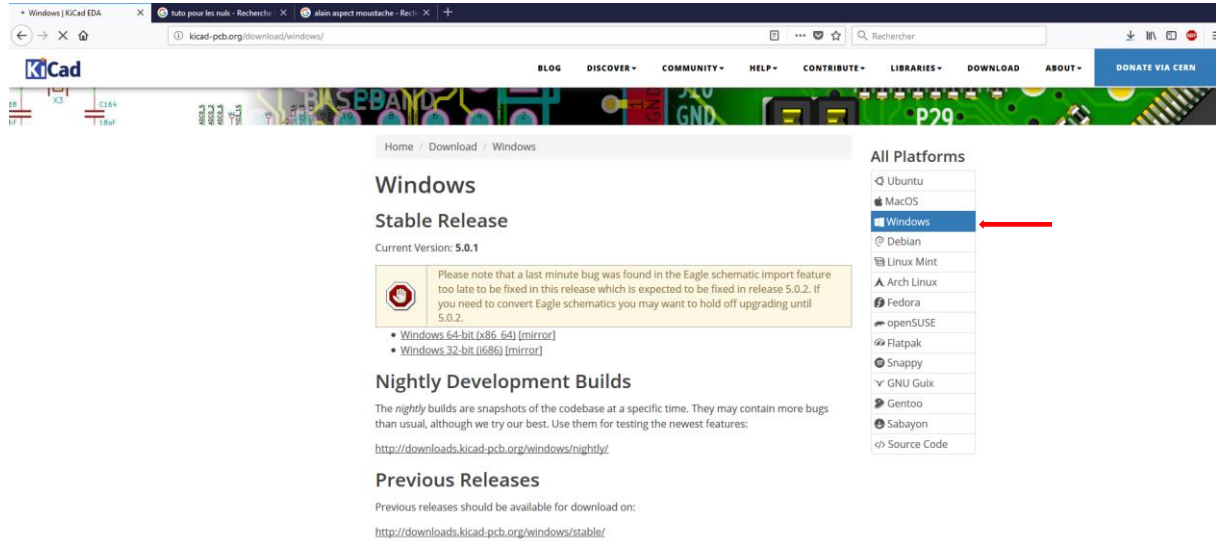 Windows | KiCad EDA
tuto pour les nuls - Recherche
alain aspect moustache - Rech
kicad-pcb.org/download/windows/
Rechercher
KiCad
BLOG DISCOVER COMMUNITY HELP CONTRIBUTE LIBRARIES DOWNLOAD ABOUT DONATE VIA CERN
X3 C164
18pF
BASEBAND
GND
GND
P29
Home / Download / Windows
Windows
Stable Release
Current Version: 5.0.1
Please note that a last minute bug was found in the Eagle schematic import feature
too late to be fixed in this release which is expected to be fixed in release 5.0.2. If
you need to convert Eagle schematics you may want to hold off upgrading until
5.0.2.
• Windows 64-bit (x86_64) [mirror]
• Windows 32-bit (i686) [mirror]
Nightly Development Builds
The nightly builds are snapshots of the codebase at a specific time. They may contain more bugs
than usual, although we try our best. Use them for testing the newest features:
http://downloads.kicad-pcb.org/windows/nightly/
Previous Releases
Previous releases should be available for download on:
http://downloads.kicad-pcb.org/windows/stable/
All Platforms
Ubuntu
MacOS
Windows
Debian
Linux Mint
Arch Linux
Fedora
openSUSE
Flatpak
Snappy
GNU Guix
Gentoo
Sabayon
Source Code